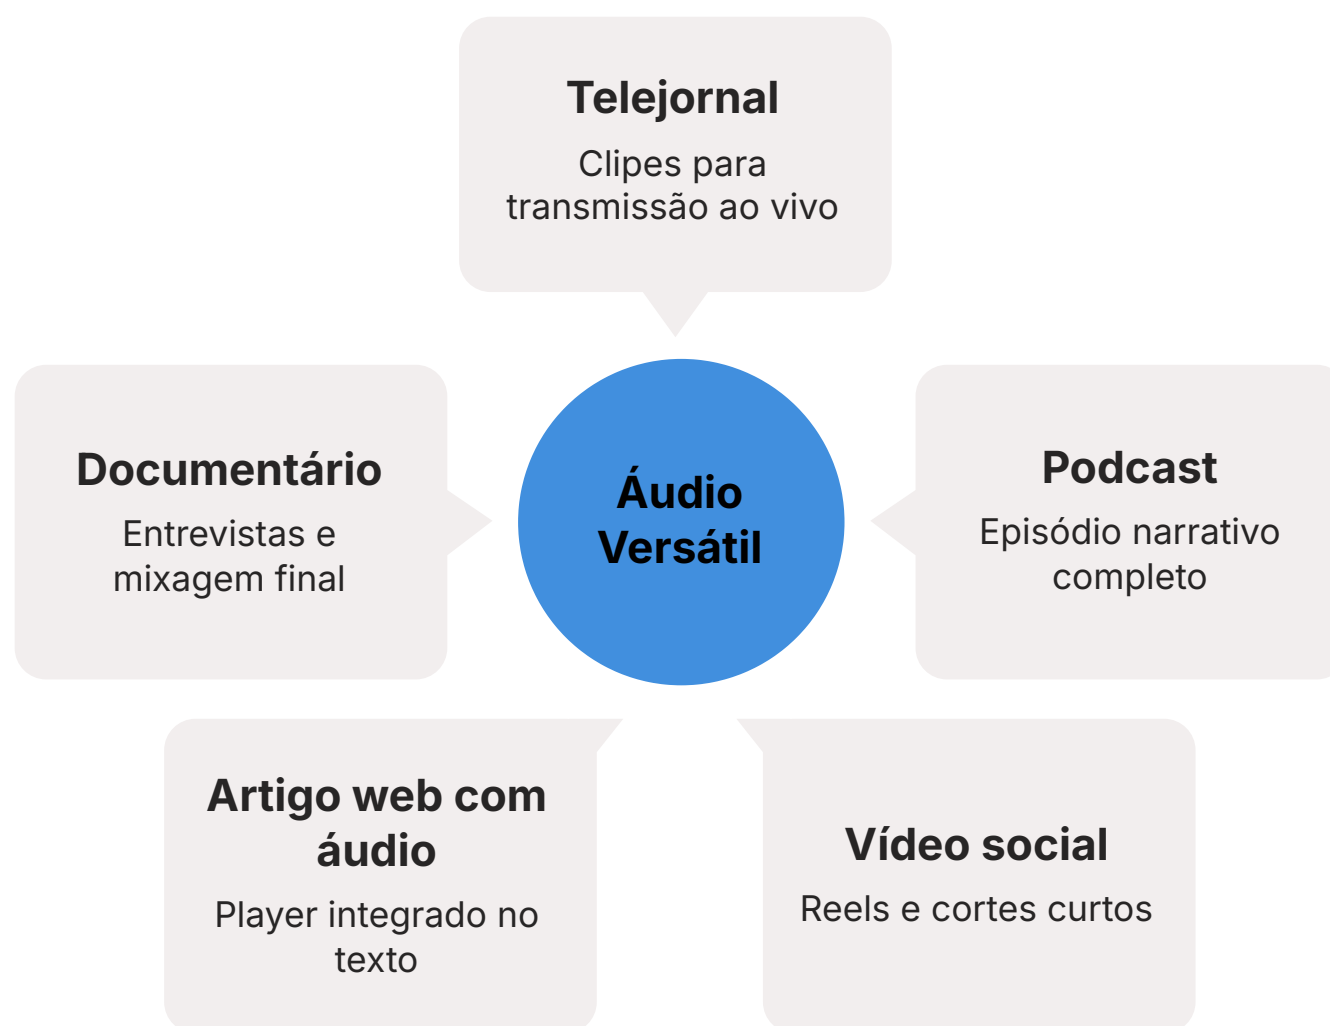 Telejornal
Clipes para
transmissão ao vivo
Documentário
Entrevistas e
mixagem final
Áudio
Versátil
Podcast
Episódio narrativo
completo
Artigo web com
áudio
Player integrado no
texto
Vídeo social
Reels e cortes curtos